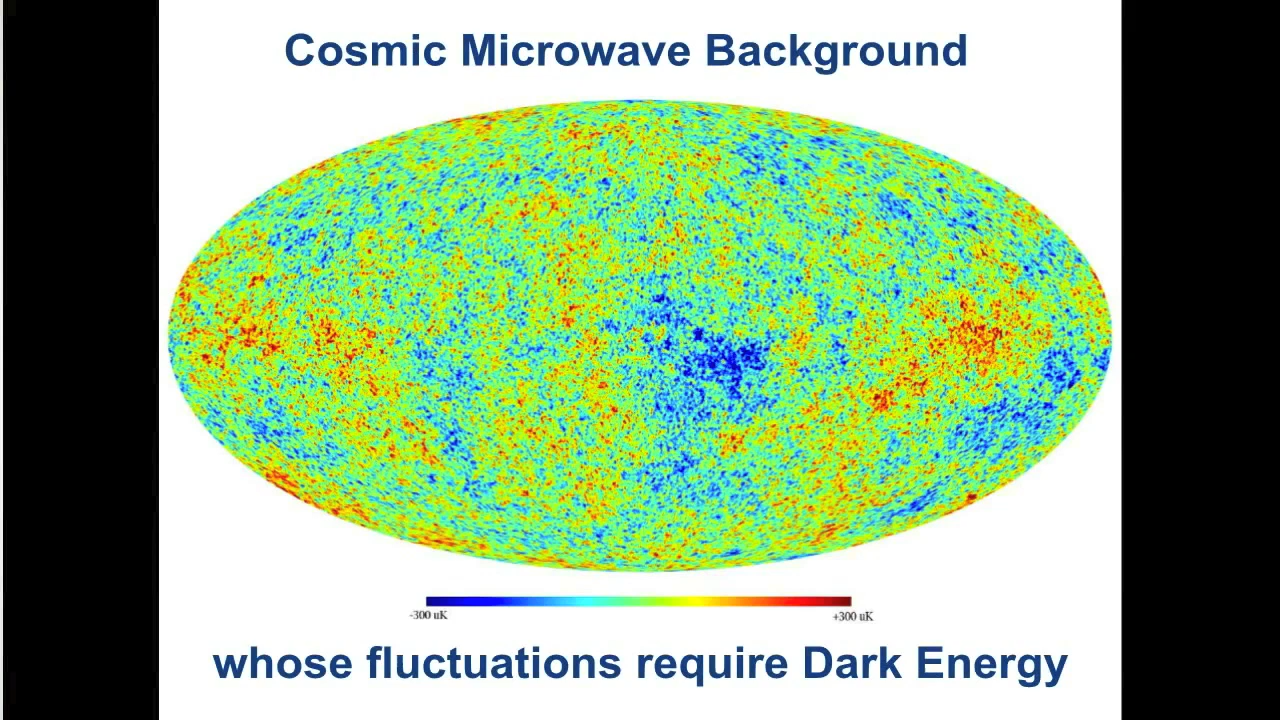 Cosmic Microwave Background
-300 uK
+300 uK
whose fluctuations require Dark Energy